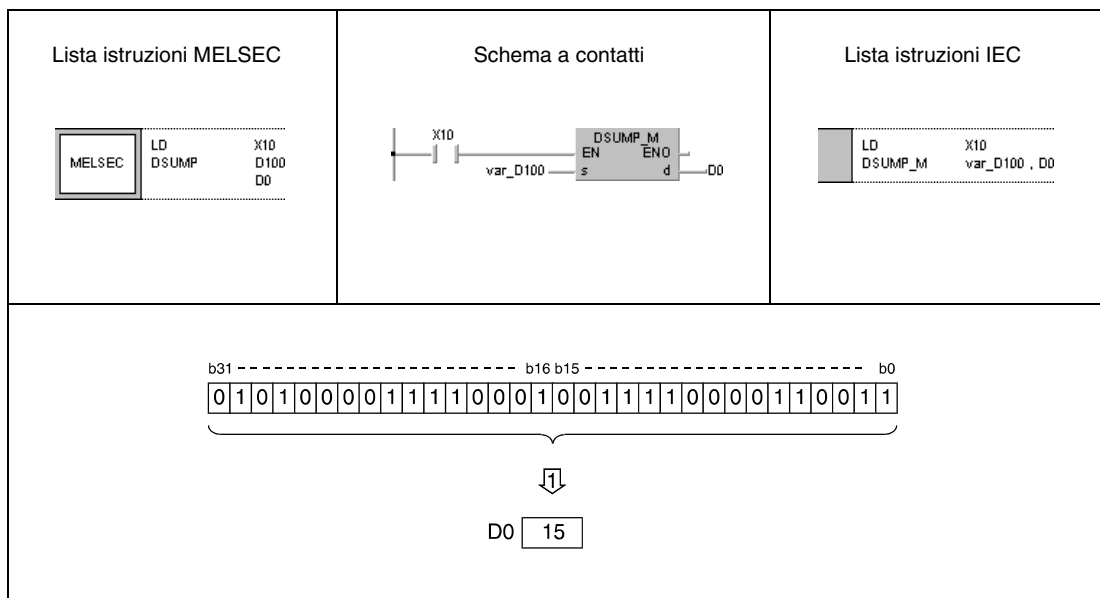 Lista istruzioni MELSEC
MELSEC
LD X10
DSUMP D100
D0
Schema a contatti
X10
DSUMP_M
EN ENO
var_D100 s d D0
Lista istruzioni IEC
LD X10
DSUMP_M var_D100 , D0
b31 b16 b15 b0
0 1 0 1 0 0 0 0 1 1 1 1 0 0 0 1 0 0 1 1 1 1 0 0 0 0 1 1 0 0 1 1
1
D0 15